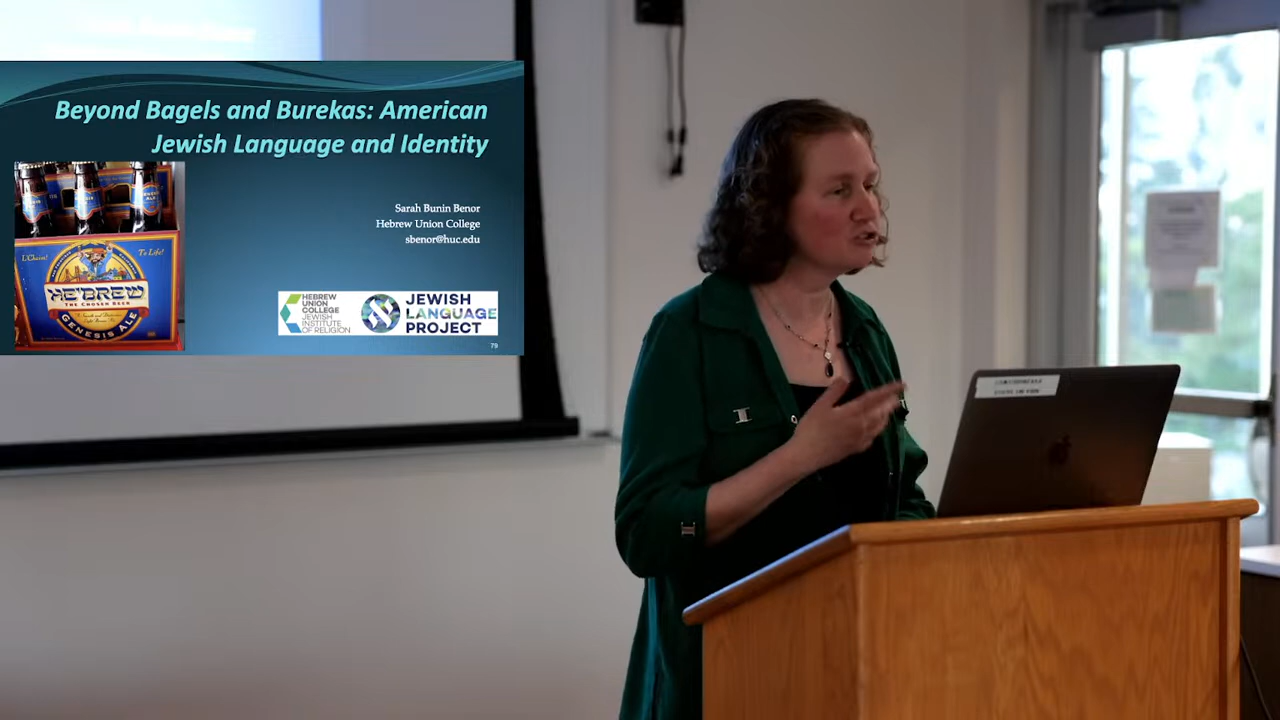 Beyond Bagels and Burekas: American
Jewish Language and Identity
Sarah Bunin Benor
Hebrew Union College
sbenor@huc.edu
L'Chaim!
To Life!
HE'BREW
THE CHOSEN BEER
GENESIS ALE
HEBREW
UNION
COLLEGE
JEWISH
INSTITUTE
OF RELIGION
JEWISH
LANGUAGE
PROJECT
79